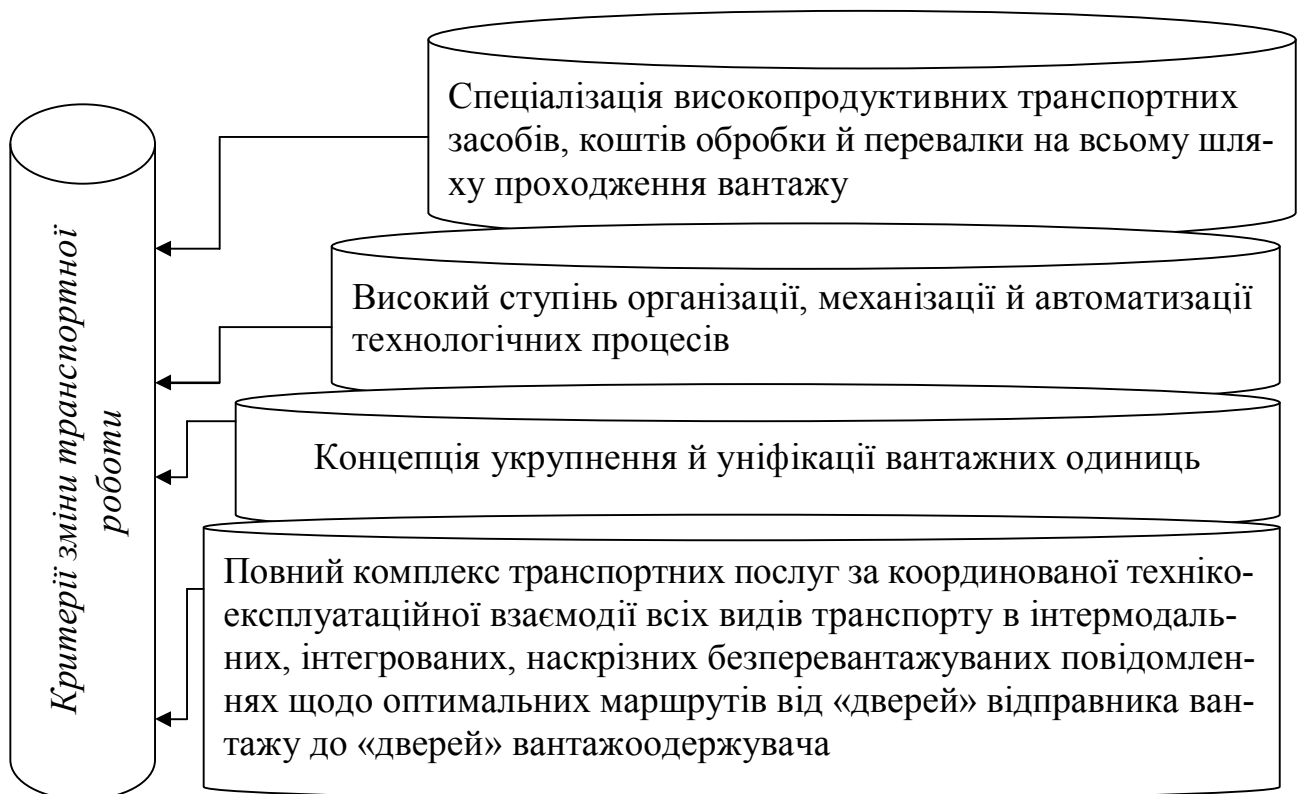 Критерії зміни транспортної
роботи
Спеціалізація високопродуктивних транспортних
засобів, коштів обробки й перевалки на всьому шля-
ху проходження вантажу
Високий ступінь організації, механізації й автоматизації
технологічних процесів
Концепція укрупнення й уніфікації вантажних одиниць
Повний комплекс транспортних послуг за координованої техніко-
експлуатаційної взаємодії всіх видів транспорту в інтермодаль-
них, інтегрованих, наскрізних безперевантажуваних повідомлен-
нях щодо оптимальних маршрутів від «дверей» відправника ван-
тажу до «дверей» вантажоодержувача